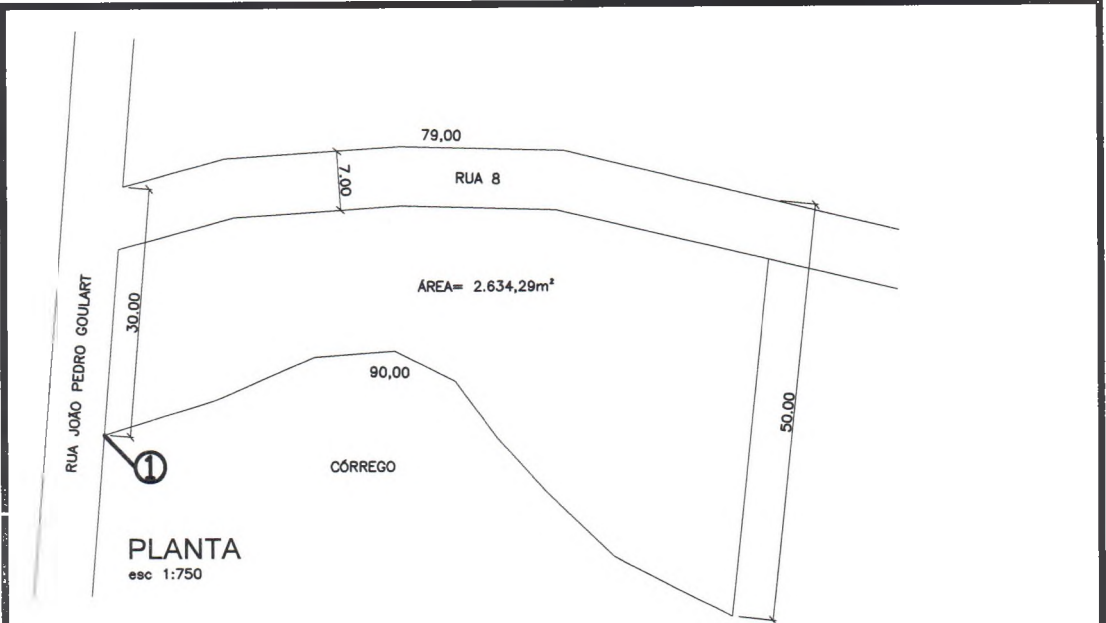 79,00
7.00
RUA 8
ÁREA= 2.634,29m²
30.00
RUA JOÃO PEDRO GOULART
90,00
50.00
CÓRREGO
1
PLANTA
esc 1:750